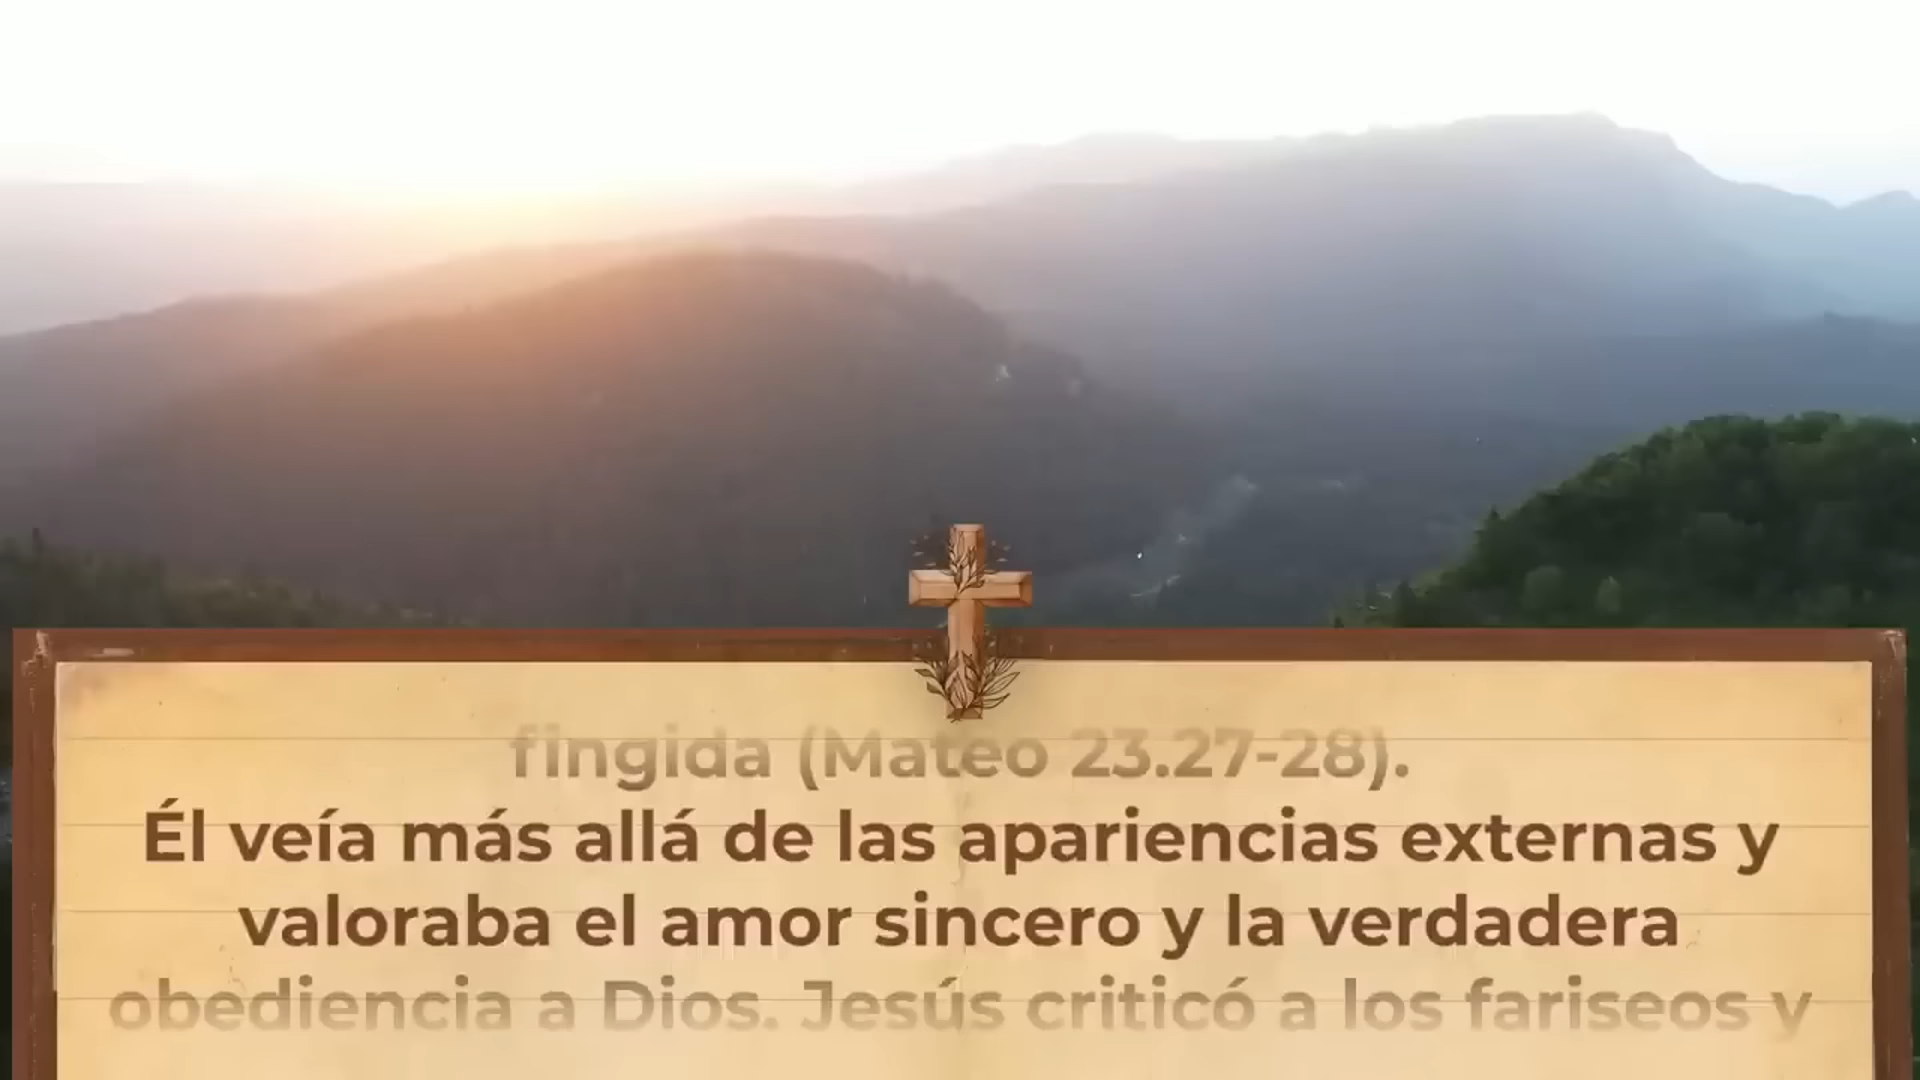 fingida (Mateo 23.27-28).
Él veía más allá de las apariencias externas y
valoraba el amor sincero y la verdadera
obediencia a Dios. Jesús criticó a los fariseos y